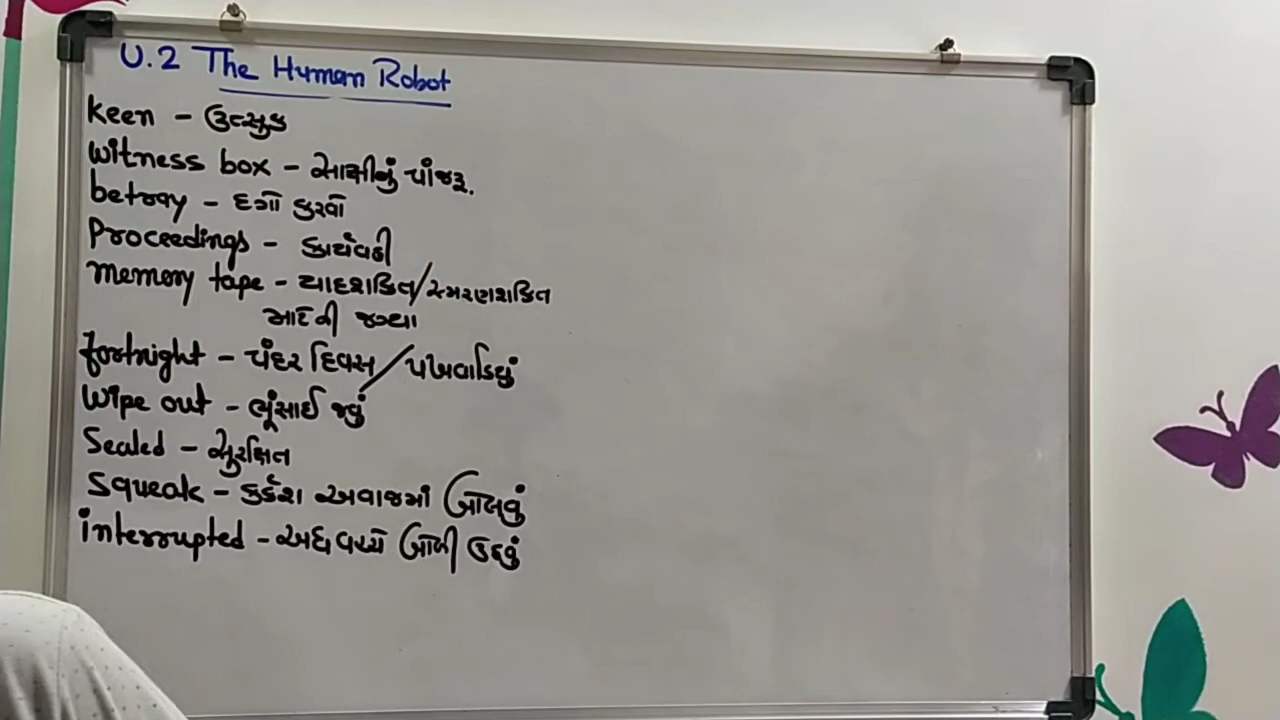 U.2 The Human Robot
Keen - ઉત્સુક
Witness box - સાક્ષીનું પાંજરૂ.
betray - દગો કરવો
Proceedings - કાર્યવહી
memory tape - યાદશકિત/સ્મરણશકિત
માટેની જગ્યા
fortnight - પંદર દિવસ / પખવાડિયું
Wipe out - ભૂંસાઈ જવું
Sealed - સુરક્ષિત
Squeak - કર્કશ અવાજમાં બોલવું
interrupted - અધવચ્ચે બોલી ઉઠવું